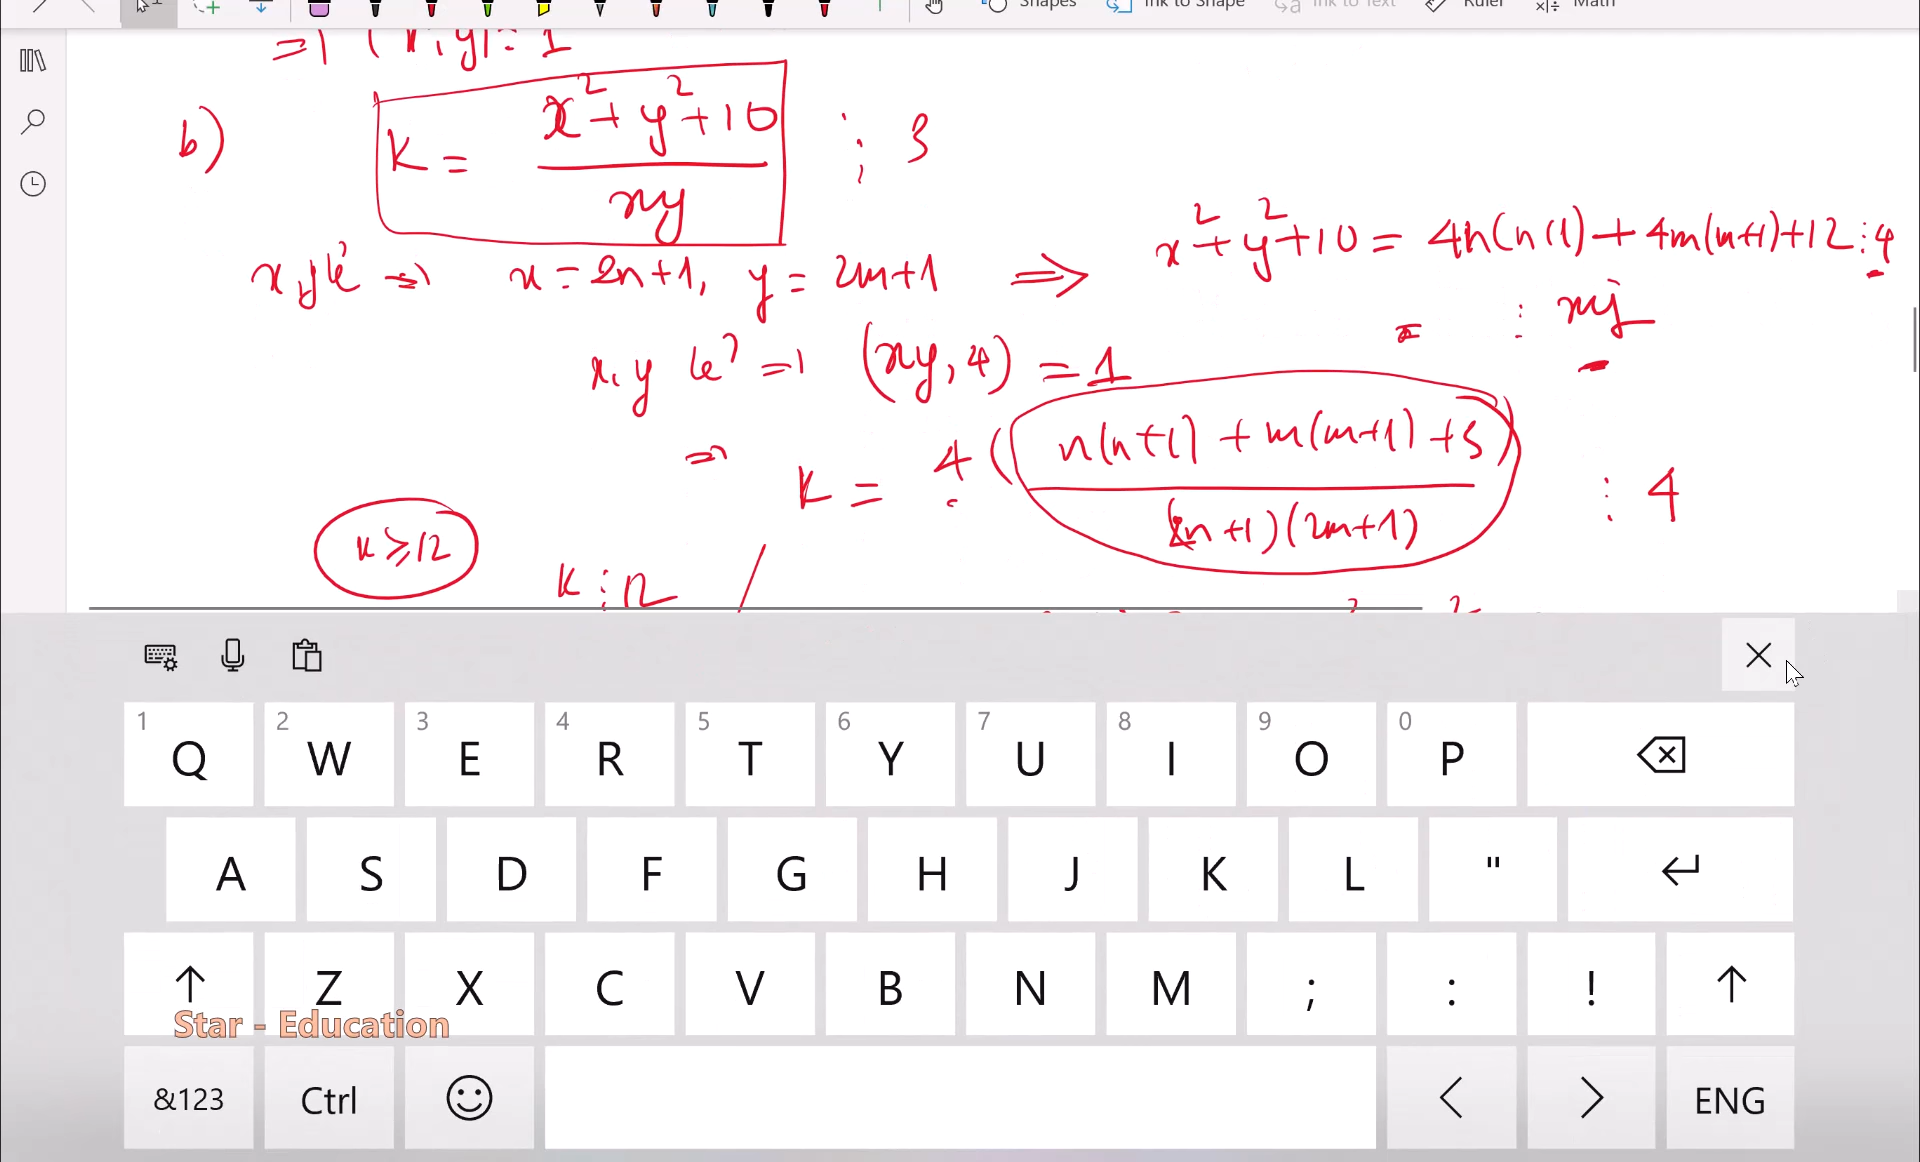 Shapes Ink to Shape Ink to Text Ruler Math
=1 (x, y) = 1
b) K = x²+y²+10 / xy ⋮ 3
x, y lẻ => x = 2n+1, y = 2m+1 => x²+y²+10 = 4n(n+1) + 4m(m+1)+12 ⋮ 4
⋮ xy
x, y lẻ => (xy, 4) = 1
=> K = 4 (n(n+1) + m(m+1) +3) / (2n+1)(2m+1) ⋮ 4
K ≥ 12
K ⋮ 12
1 Q 2 W 3 E 4 R 5 T 6 Y 7 U 8 I 9 O 0 P
A S D F G H J K L "
Z X C V B N M ; : !
Star - Education
&123 Ctrl < > ENG